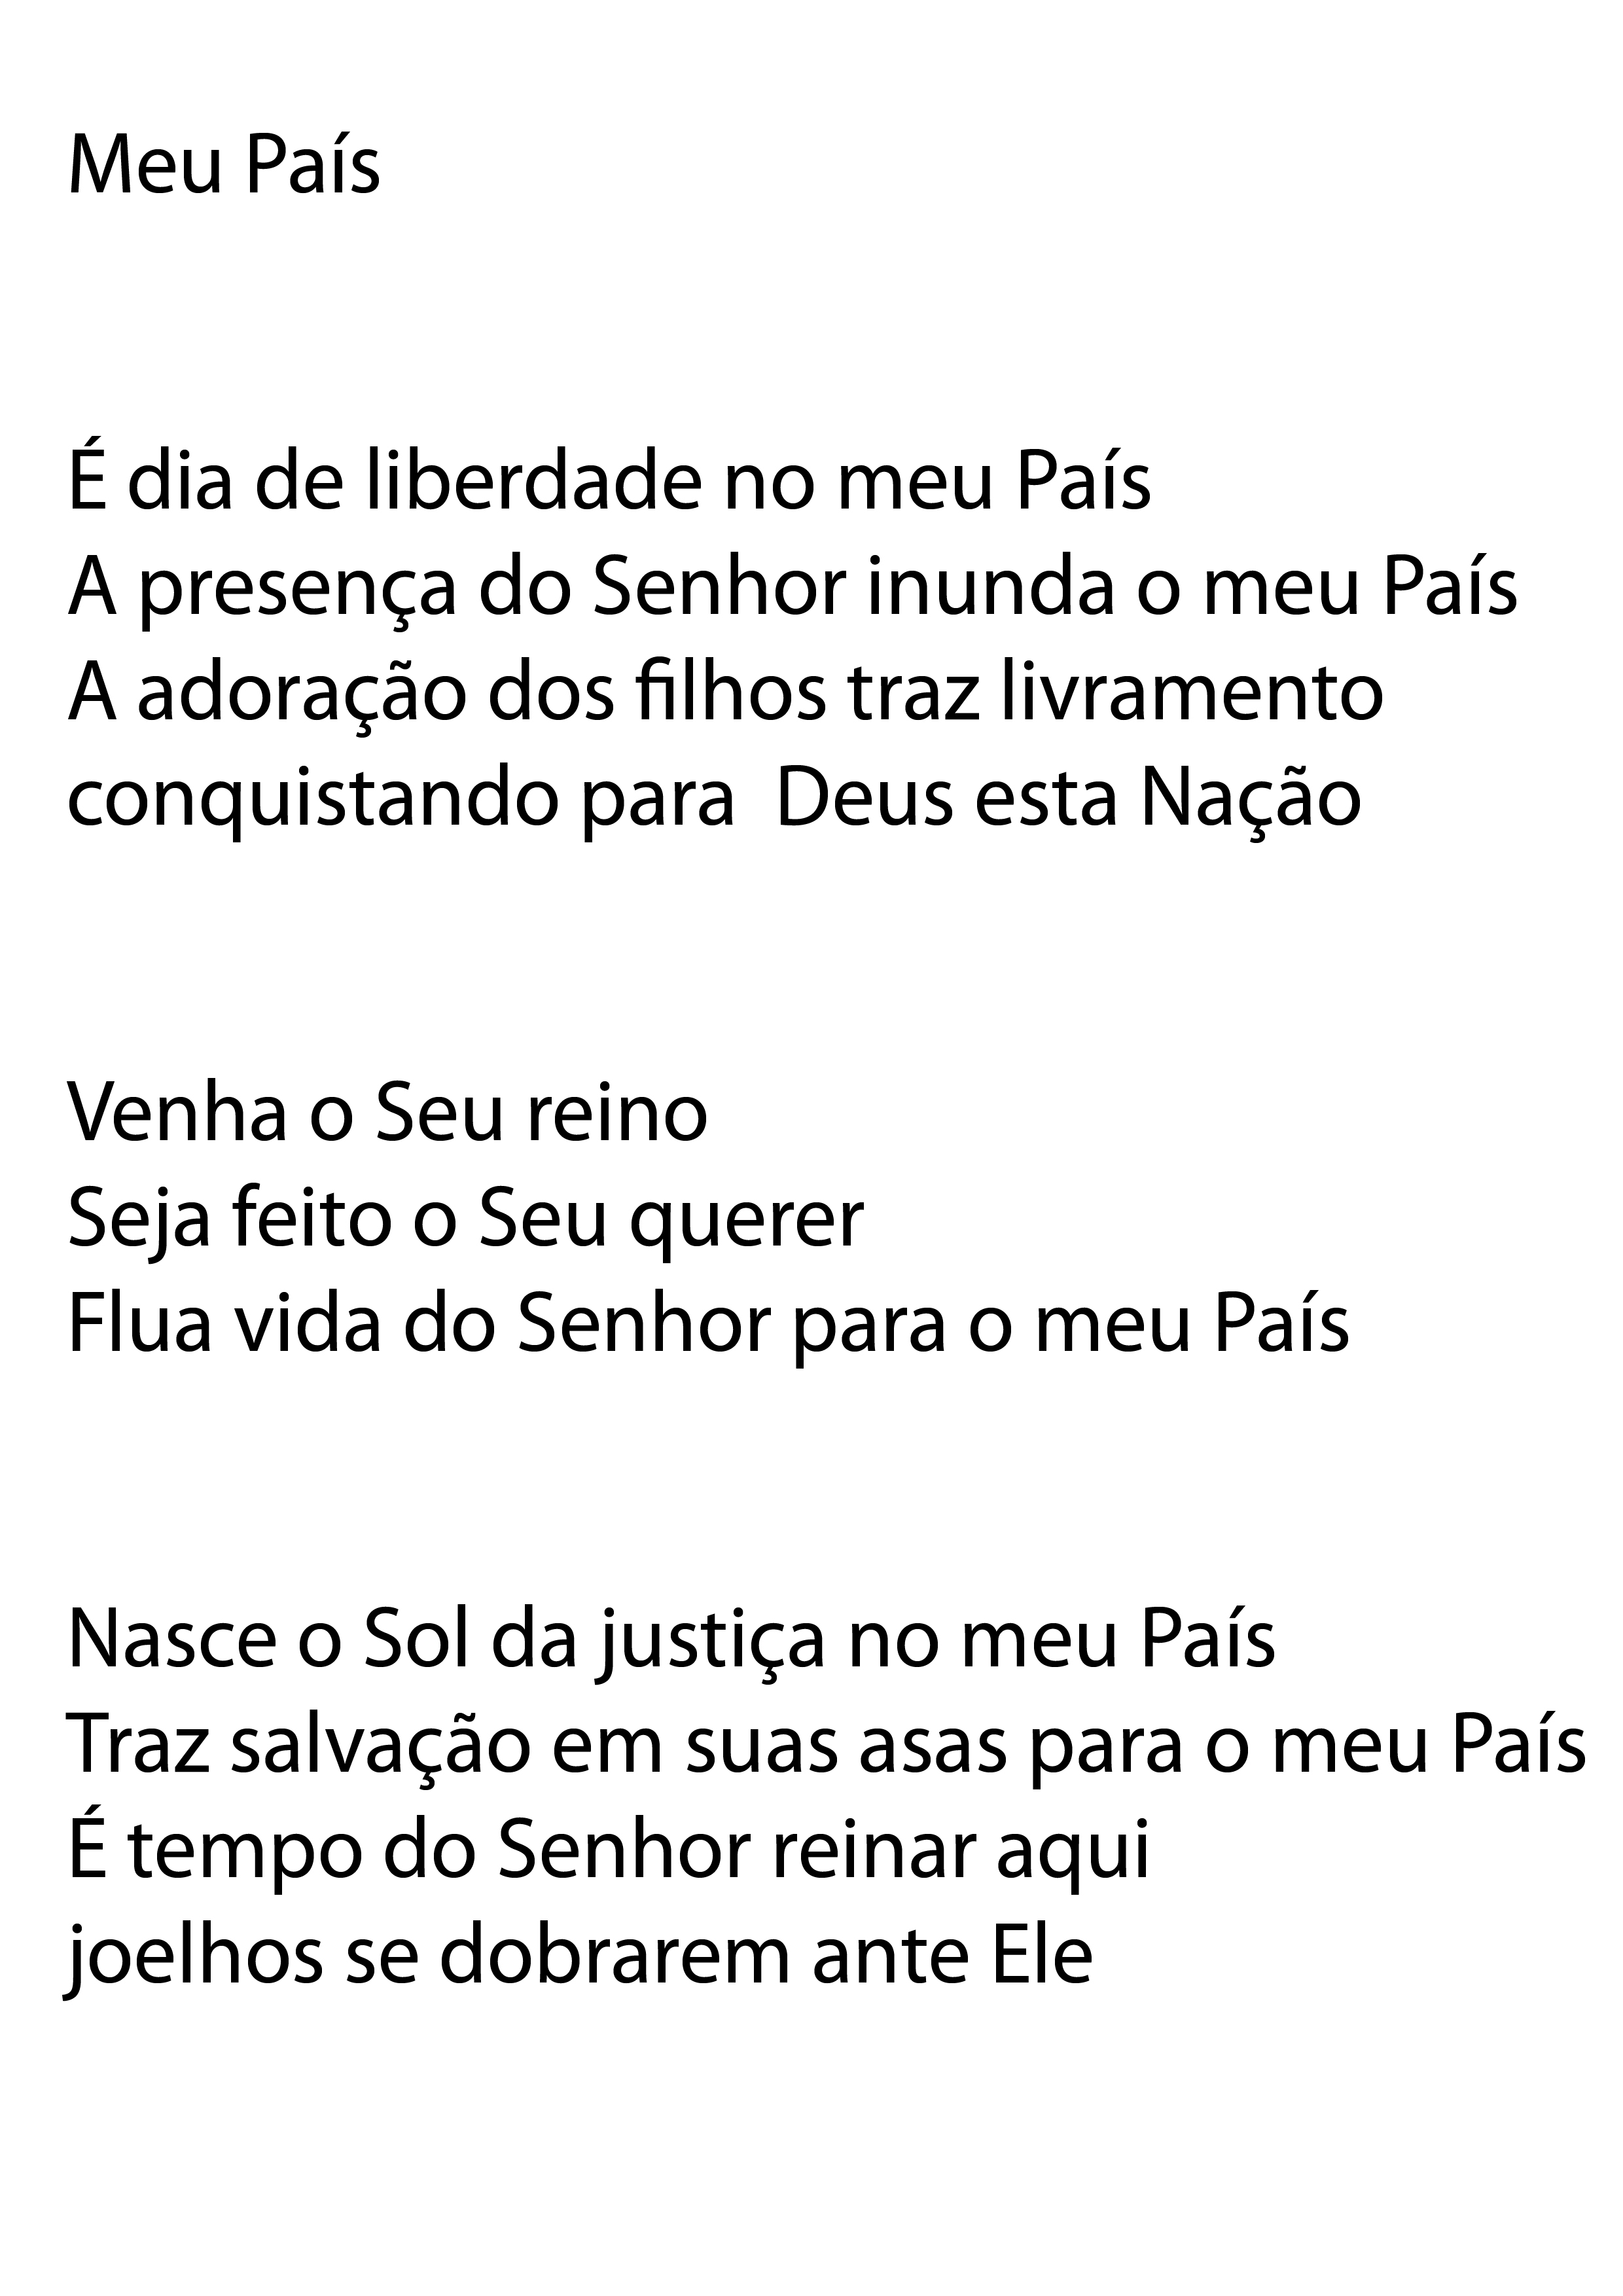 Meu País
É dia de liberdade no meu País
A presença do Senhor inunda o meu País
A adoração dos filhos traz livramento
conquistando para  Deus esta Nação
Venha o Seu reino
Seja feito o Seu querer
Flua vida do Senhor para o meu País
Nasce o Sol da justiça no meu País
Traz salvação em suas asas para o meu País
É tempo do Senhor reinar aqui
joelhos se dobrarem ante Ele